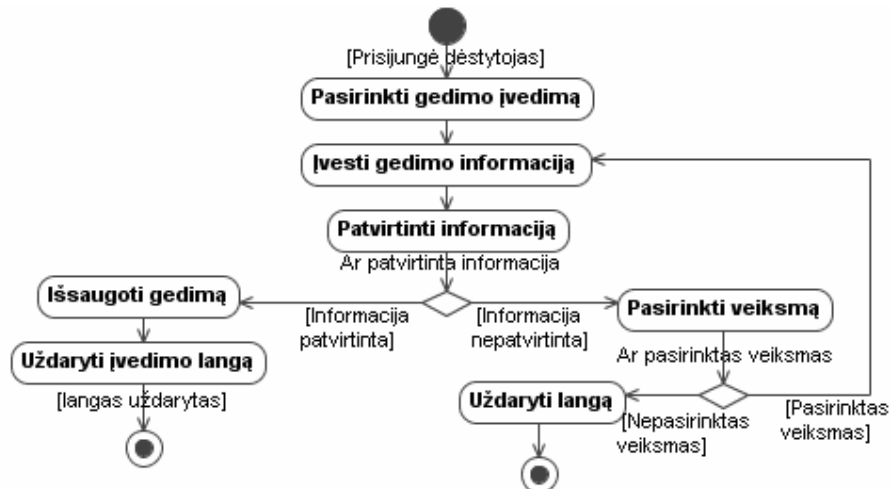 [Prisijungė dėstytojas]
Pasirinkti gedimo įvedimą
Įvesti gedimo informaciją
Patvirtinti informaciją
Ar patvirtinta informacija
Išsaugoti gedimą
[Informacija
patvirtinta]
[Informacija
nepatvirtinta]
Pasirinkti veiksmą
Uždaryti įvedimo langą
Ar pasirinktas veiksmas
[langas uždarytas]
Uždaryti langą
[Nepasirinktas
veiksmas]
[Pasirinktas
veiksmas]